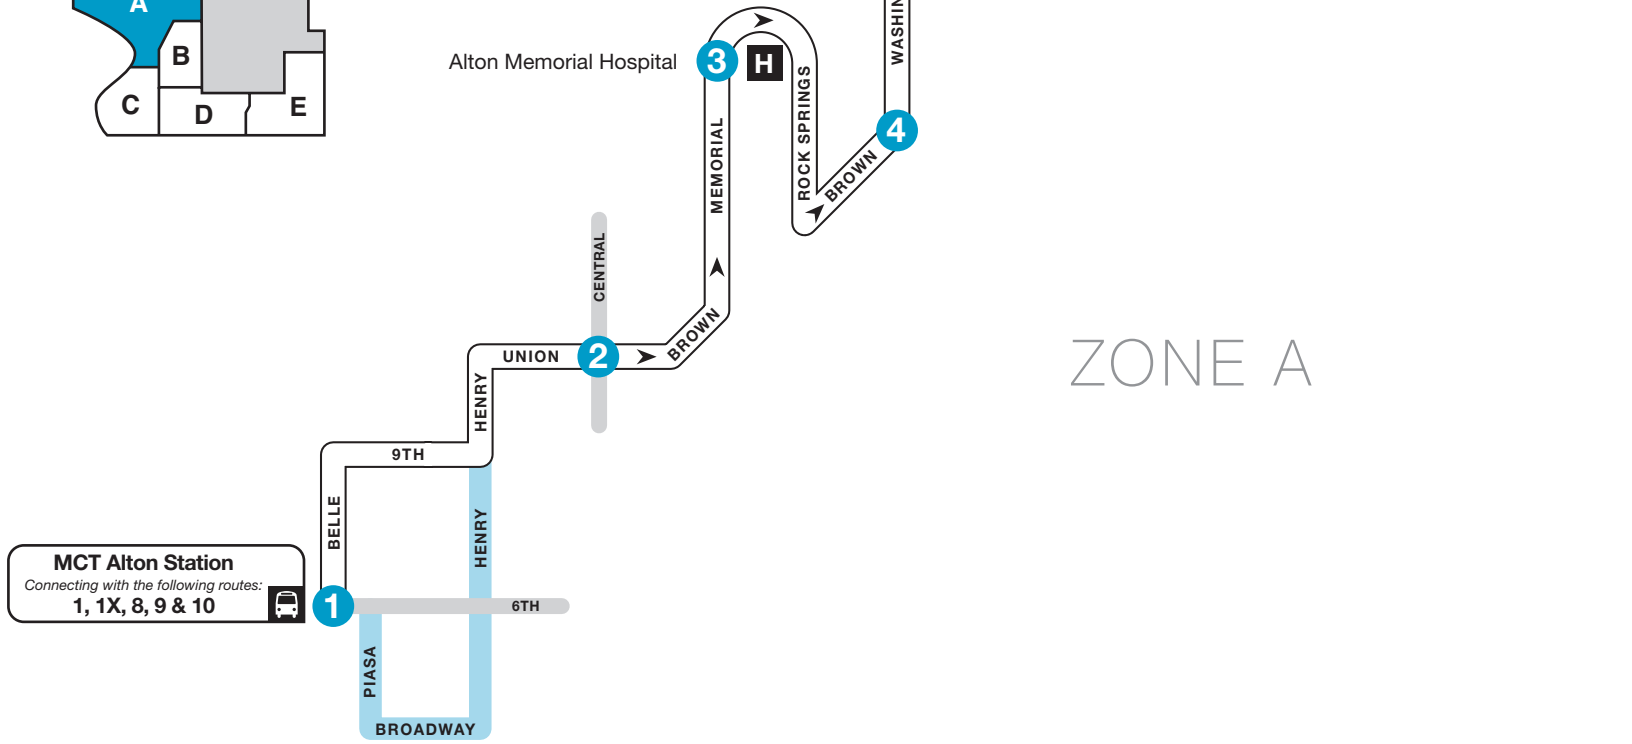 A
B
C
D
E
Alton Memorial Hospital
3
H
WASHIN
4
ROCK SPRINGS
BROWN
MEMORIAL
CENTRAL
UNION
2
BROWN
HENRY
9TH
ZONE A
BELLE
HENRY
MCT Alton Station
Connecting with the following routes:
1, 1X, 8, 9 & 10
1
6TH
PIASA
BROADWAY